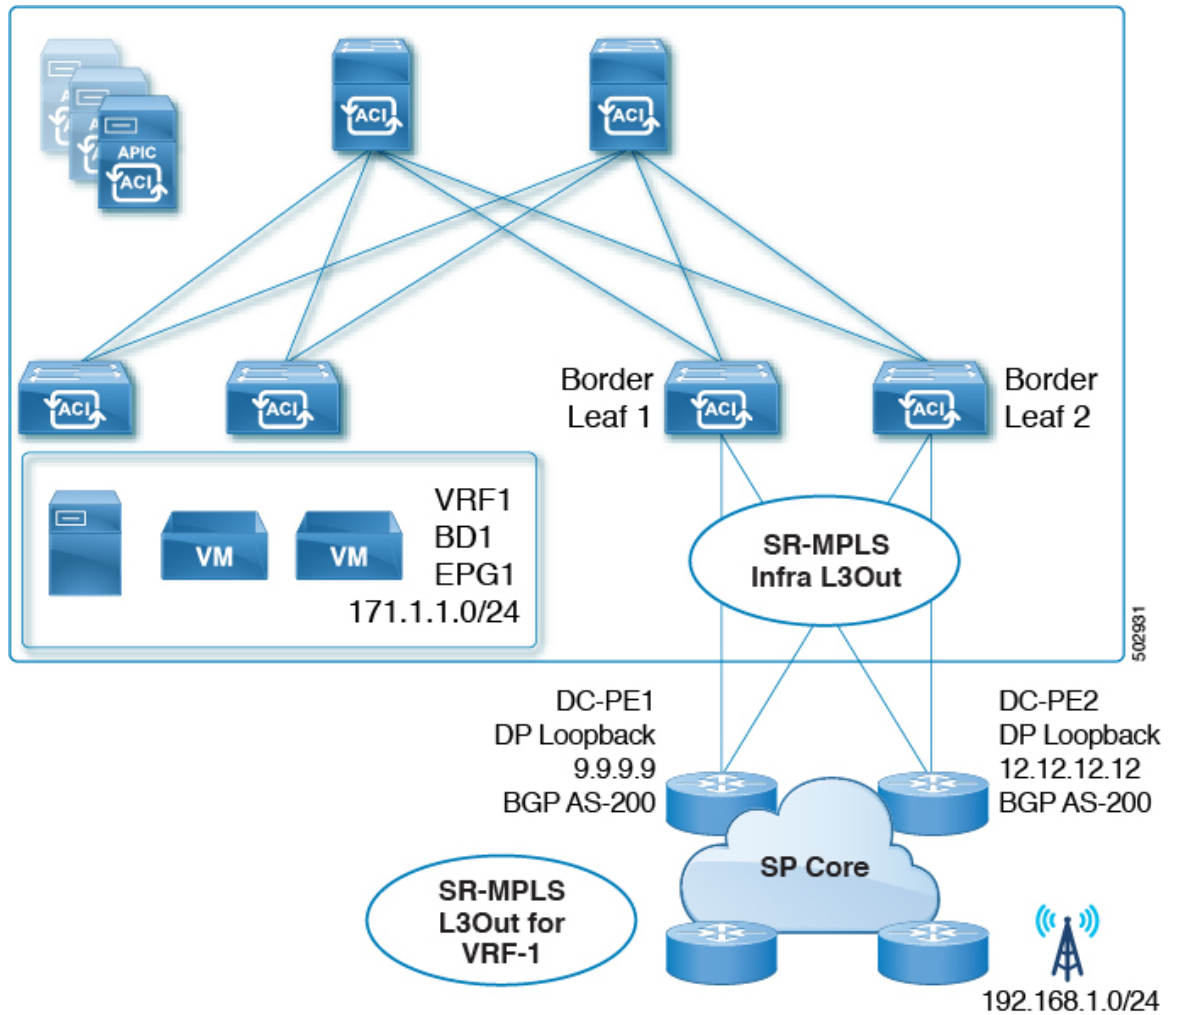 ACI
ACI
A
A
A
A
APIC
ACI
ACI
ACI
Border
Leaf 1
ACI
ACI
Border
Leaf 2
VM
VM
VRF1
BD1
EPG1
171.1.1.0/24
SR-MPLS
Infra L3Out
502931
DC-PE1
DP Loopback
9.9.9.9
BGP AS-200
DC-PE2
DP Loopback
12.12.12.12
BGP AS-200
SP Core
SR-MPLS
L3Out for
VRF-1
192.168.1.0/24